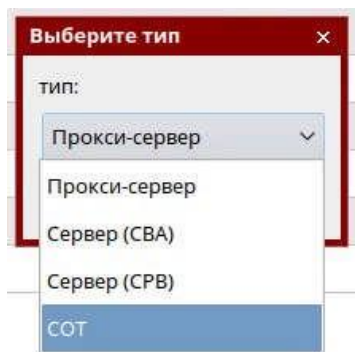 Выберите тип
тип:
Прокси-сервер
Прокси-сервер
Сервер (СВА)
Сервер (СРВ)
СОТ